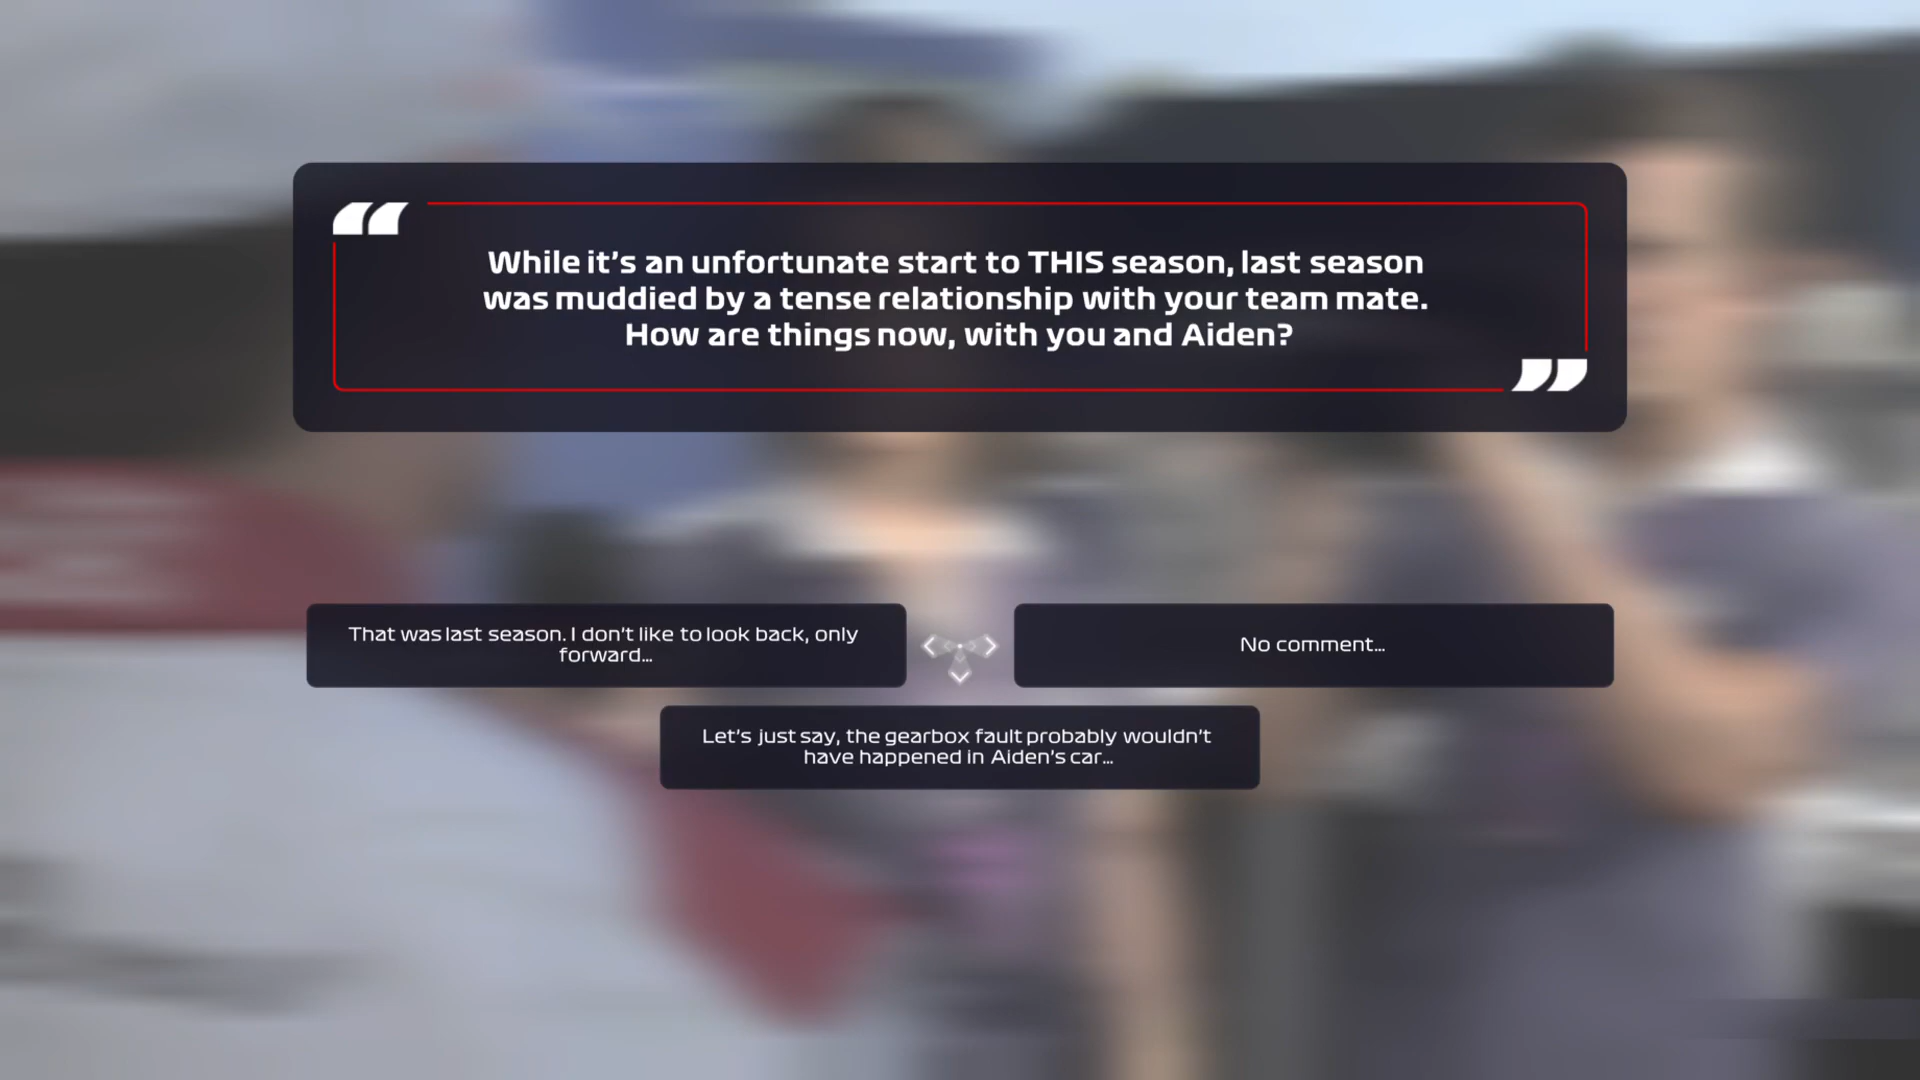 While it's an unfortunate start to THIS season, last season
was muddied by a tense relationship with your team mate.
How are things now, with you and Aiden?
That was last season. I don't like to look back, only
forward...
No comment...
Let's just say, the gearbox fault probably wouldn't
have happened in Aiden's car...